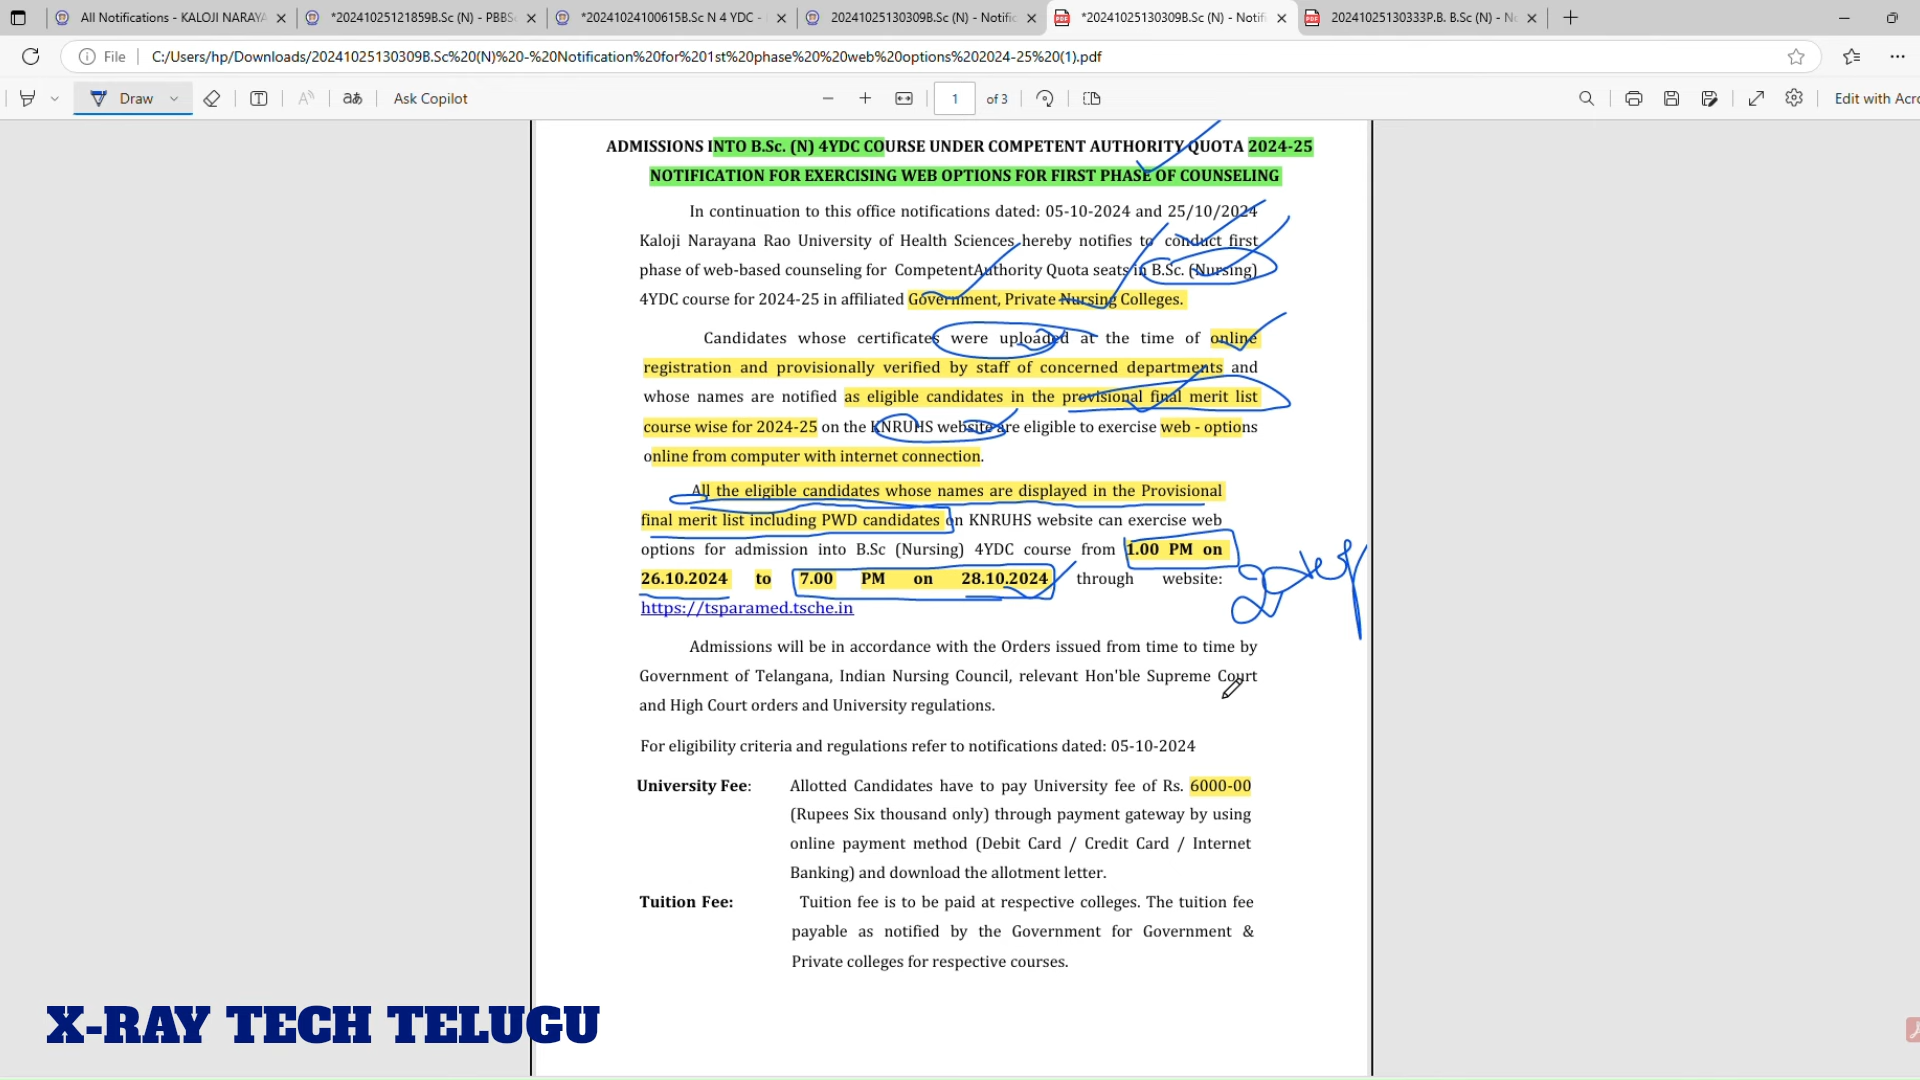 All Notifications - KALOJI NARAYA
*20241025121859B.Sc (N) - PBBS
*20241024100615B.Sc N 4 YDC -
20241025130309B.Sc (N) - Notific
*20241025130309B.Sc (N) - Notifi
20241025130333P.B. B.Sc (N) - No
File C:/Users/hp/Downloads/20241025130309B.Sc%20(N)%20-%20Notification%20for%201st%20phase%20%20web%20options%202024-25%20(1).pdf
Draw Ask Copilot 1 of 3 Edit with Acro
ADMISSIONS INTO B.Sc. (N) 4YDC COURSE UNDER COMPETENT AUTHORITY QUOTA 2024-25
NOTIFICATION FOR EXERCISING WEB OPTIONS FOR FIRST PHASE OF COUNSELING
In continuation to this office notifications dated: 05-10-2024 and 25/10/2024
Kaloji Narayana Rao University of Health Sciences hereby notifies to conduct first
phase of web-based counseling for CompetentAuthority Quota seats in B.Sc. (Nursing)
4YDC course for 2024-25 in affiliated Government, Private Nursing Colleges.
Candidates whose certificates were uploaded at the time of online
registration and provisionally verified by staff of concerned departments and
whose names are notified as eligible candidates in the provisional final merit list
course wise for 2024-25 on the KNRUHS website are eligible to exercise web - options
online from computer with internet connection.
All the eligible candidates whose names are displayed in the Provisional
final merit list including PWD candidates on KNRUHS website can exercise web
options for admission into B.Sc (Nursing) 4YDC course from 1.00 PM on
26.10.2024 to 7.00 PM on 28.10.2024 through website:
https://tsparamed.tsche.in
Admissions will be in accordance with the Orders issued from time to time by
Government of Telangana, Indian Nursing Council, relevant Hon'ble Supreme Court
and High Court orders and University regulations.
For eligibility criteria and regulations refer to notifications dated: 05-10-2024
University Fee: Allotted Candidates have to pay University fee of Rs. 6000-00
(Rupees Six thousand only) through payment gateway by using
online payment method (Debit Card / Credit Card / Internet
Banking) and download the allotment letter.
Tuition Fee: Tuition fee is to be paid at respective colleges. The tuition fee
payable as notified by the Government for Government &
Private colleges for respective courses.
X-RAY TECH TELUGU